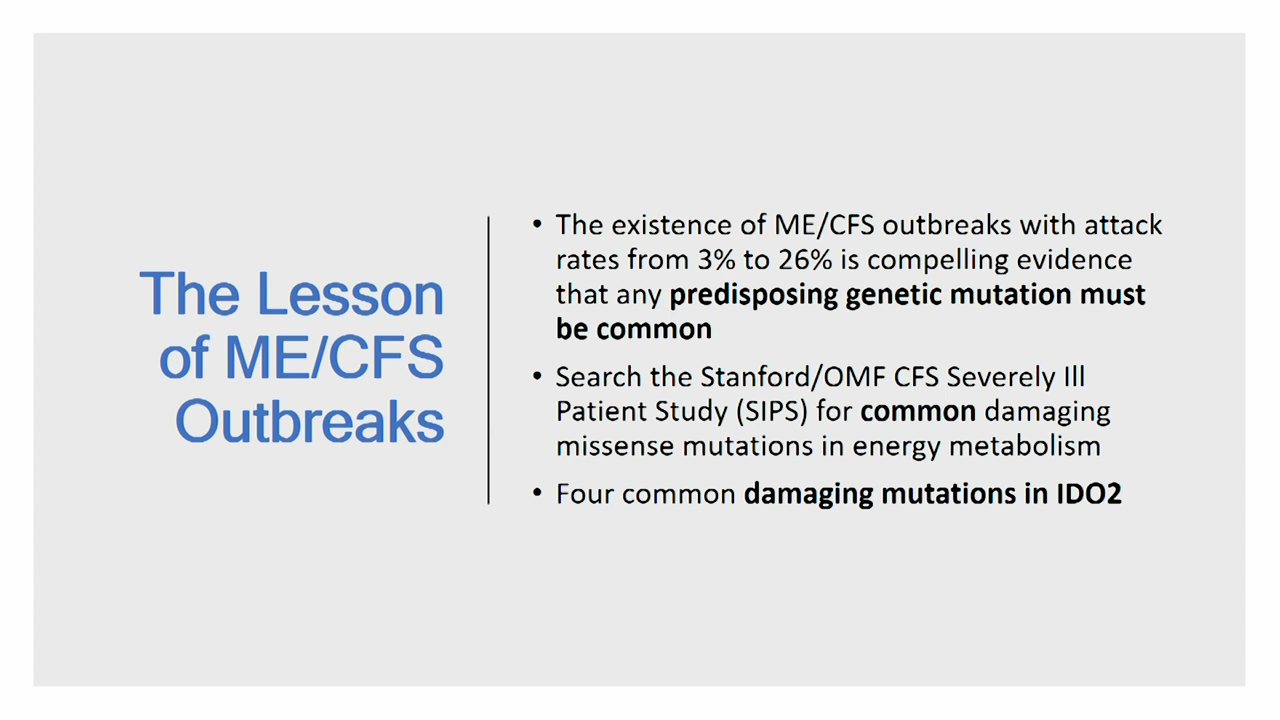 The Lesson
of ME/CFS
Outbreaks
• The existence of ME/CFS outbreaks with attack
rates from 3% to 26% is compelling evidence
that any predisposing genetic mutation must
be common
• Search the Stanford/OMF CFS Severely Ill
Patient Study (SIPS) for common damaging
missense mutations in energy metabolism
• Four common damaging mutations in IDO2